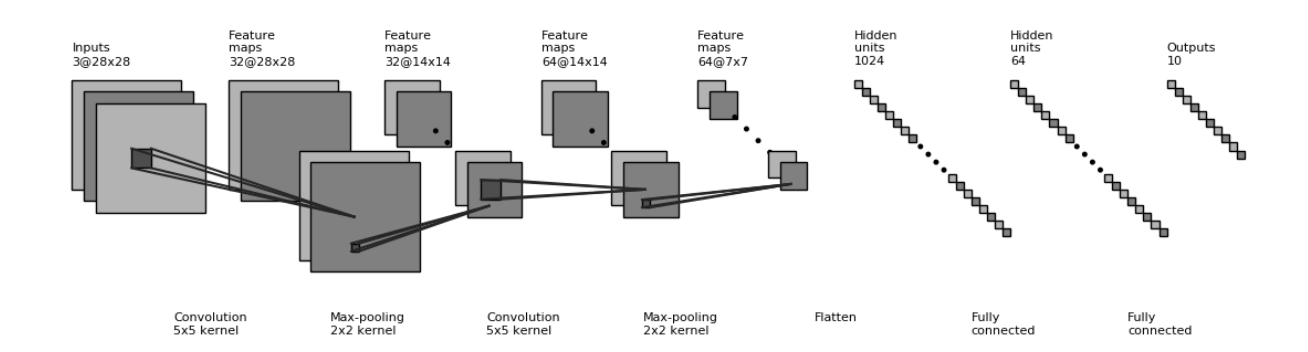 Inputs
3@28x28
Feature
maps
32@28x28
Feature
maps
32@14x14
Feature
maps
64@14x14
Feature
maps
64@7x7
Hidden
units
1024
Hidden
units
64
Outputs
10
Convolution
5x5 kernel
Max-pooling
2x2 kernel
Convolution
5x5 kernel
Max-pooling
2x2 kernel
Flatten
Fully
connected
Fully
connected